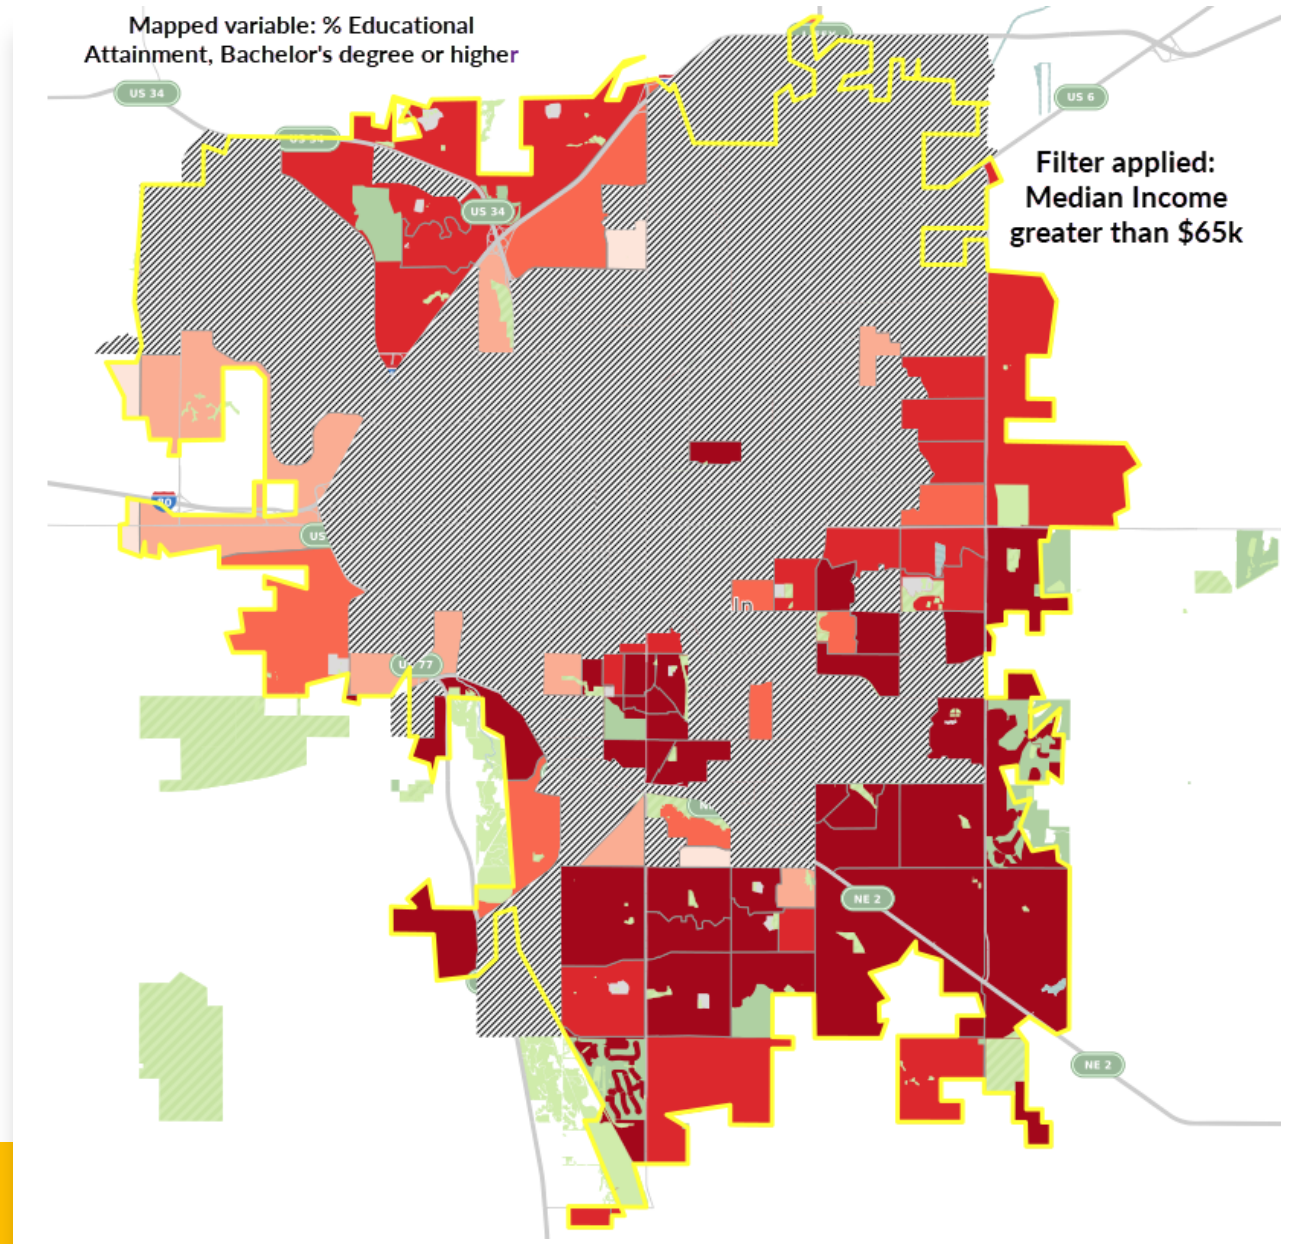 Mapped variable: % Educational
Attainment, Bachelor's degree or higher
US 34
US 34
US 6
Filter applied:
Median Income
greater than $65k
US 34
80
US
ln
US 77
NE 2
NE 2